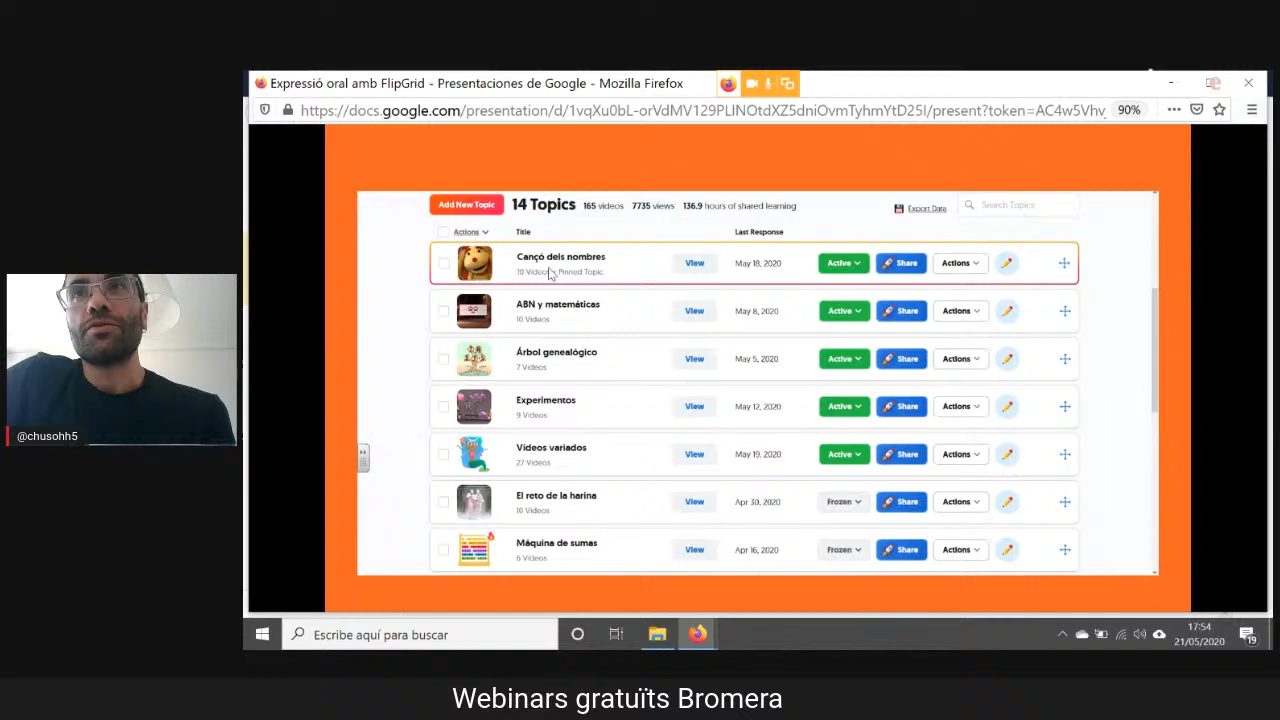 Expressió oral amb FlipGrid - Presentaciones de Google - Mozilla Firefox
https://docs.google.com/presentation/d/1vqXu0bL-orVdMV129PLINOtdXZ5dniOvmTyhmYtD25I/present?token=AC4w5Vhv_ 90%
Add New Topic 14 Topics 165 videos 7735 views 136.9 hours of shared learning Export Data Search Topics
Actions Title Last Response
Cançó dels nombres
10 Videos • Pinned Topic
View May 18, 2020 Active Share Actions
ABN y matemáticas
10 Videos
View May 8, 2020 Active Share Actions
Árbol genealógico
7 Videos
View May 5, 2020 Active Share Actions
Experimentos
9 Videos
View May 12, 2020 Active Share Actions
Vídeos variados
27 Videos
View May 19, 2020 Active Share Actions
El reto de la harina
10 Videos
View Apr 30, 2020 Frozen Share Actions
Máquina de sumas
6 Videos
View Apr 16, 2020 Frozen Share Actions
@chusohh5
Escribe aquí para buscar
17:54
21/05/2020
19
Webinars gratuïts Bromera